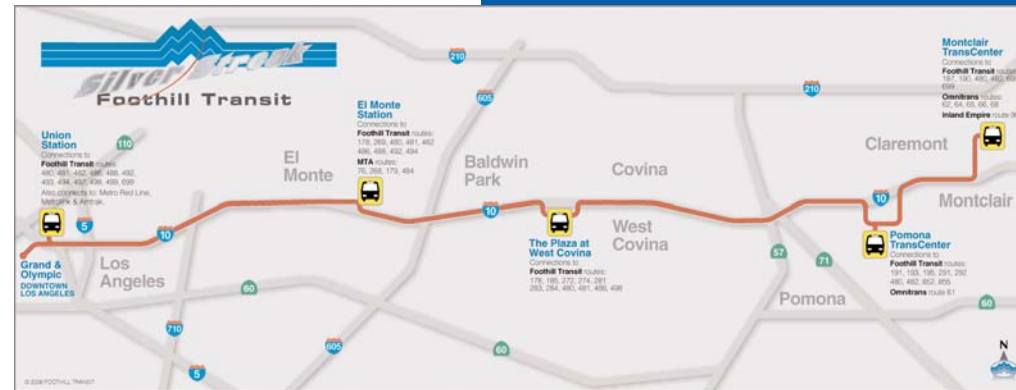 Silver Streak
Foothill Transit
Union
Station
Connections to
Foothill Transit routes:
480, 481, 482, 486, 488, 492,
493, 494, 497, 498, 499, 699
Also connects to: Metro Red Line,
Metrolink & Amtrak.
Grand &
Olympic
DOWNTOWN
LOS ANGELES
El Monte
Station
Connections to
Foothill Transit routes:
178, 269, 480, 481, 482
486, 488, 492, 494
MTA routes:
76, 268, 179, 484
The Plaza at
West Covina
Connections to
Foothill Transit routes:
178, 185, 272, 274, 281
283, 284, 480, 481, 488, 498
Pomona
TransCenter
Connections to
Foothill Transit routes:
191, 193, 195, 291, 292
480, 482, 852, 855
Omnitrans route 61
Montclair
TransCenter
Connections to
Foothill Transit
699
Omnitrans routes:
62, 64, 65, 66, 68
Inland Empire route
Los
Angeles
El
Monte
Baldwin
Park
Covina
West
Covina
Pomona
Claremont
Montclair
110
5
10
710
5
60
605
210
605
10
60
210
57
71
10
60
N
© 2006 FOOTHILL TRANSIT